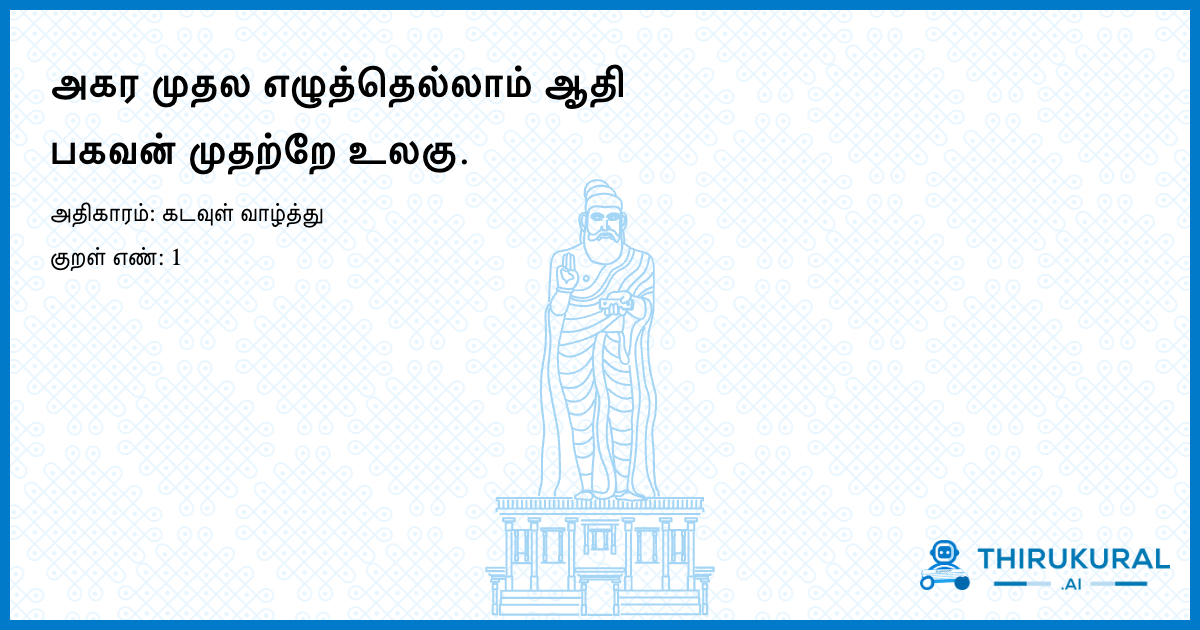 அகர முதல எழுத்தெல்லாம் ஆதி
பகவன் முதற்றே உலகு.
அதிகாரம்: கடவுள் வாழ்த்து
குறள் எண்: 1
THIRUKURAL
.AI